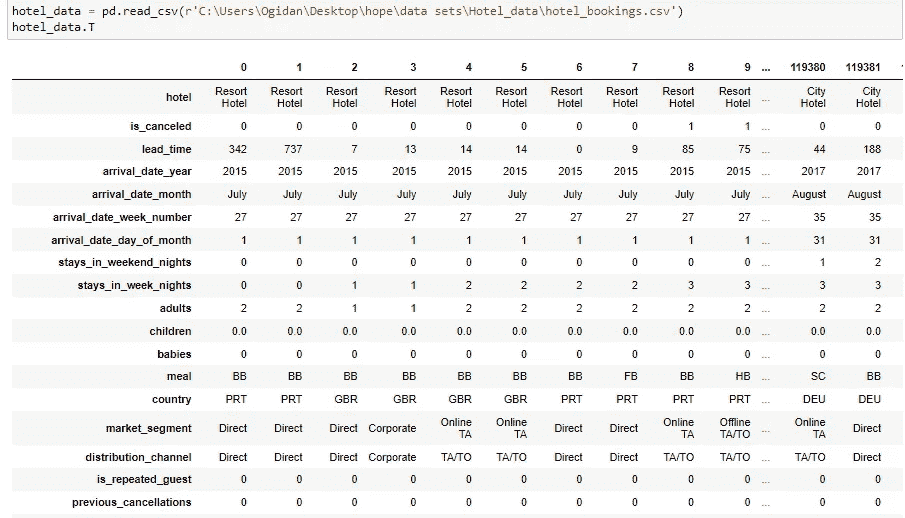 hotel_data = pd.read_csv(r'C:\Users\Ogidan\Desktop\hope\data sets\Hotel_data\hotel_bookings.csv')
hotel_data.T
0 1 2 3 4 5 6 7 8 9 ... 119380 119381
hotel Resort Hotel Resort Hotel Resort Hotel Resort Hotel Resort Hotel Resort Hotel Resort Hotel Resort Hotel Resort Hotel Resort Hotel ... City Hotel City Hotel
is_canceled 0 0 0 0 0 0 0 0 1 1 ... 0 0
lead_time 342 737 7 13 14 14 0 9 85 75 ... 44 188
arrival_date_year 2015 2015 2015 2015 2015 2015 2015 2015 2015 2015 ... 2017 2017
arrival_date_month July July July July July July July July July July ... August August
arrival_date_week_number 27 27 27 27 27 27 27 27 27 27 ... 35 35
arrival_date_day_of_month 1 1 1 1 1 1 1 1 1 1 ... 31 31
stays_in_weekend_nights 0 0 0 0 0 0 0 0 0 0 ... 1 2
stays_in_week_nights 0 0 1 1 2 2 2 2 3 3 ... 3 3
adults 2 2 1 1 2 2 2 2 2 2 ... 2 2
children 0.0 0.0 0.0 0.0 0.0 0.0 0.0 0.0 0.0 0.0 ... 0.0 0.0
babies 0 0 0 0 0 0 0 0 0 0 ... 0 0
meal BB BB BB BB BB BB BB FB BB HB ... SC BB
country PRT PRT GBR GBR GBR GBR PRT PRT PRT PRT ... DEU DEU
market_segment Direct Direct Direct Corporate Online TA Online TA Direct Direct Online TA Offline TA/TO ... Online TA Direct
distribution_channel Direct Direct Direct Corporate TA/TO TA/TO Direct Direct TA/TO TA/TO ... TA/TO Direct
is_repeated_guest 0 0 0 0 0 0 0 0 0 0 ... 0 0
previous_cancellations 0 0 0 0 0 0 0 0 0 0 ... 0 0